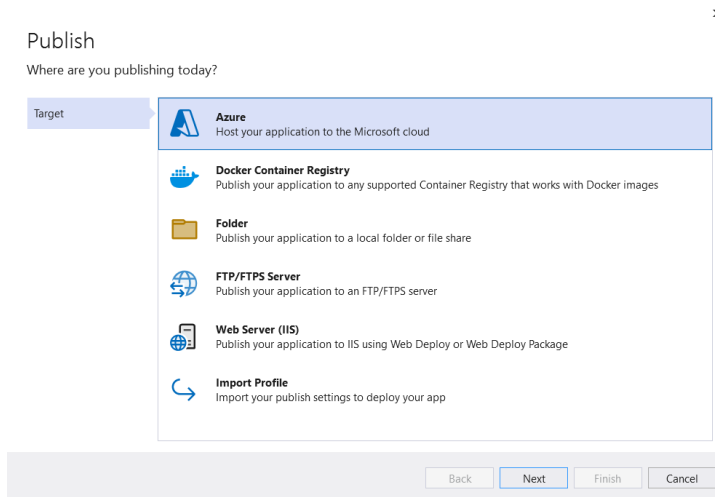 Publish
Where are you publishing today?
Target
Azure
Host your application to the Microsoft cloud
Docker Container Registry
Publish your application to any supported Container Registry that works with Docker images
Folder
Publish your application to a local folder or file share
FTP/FTPS Server
Publish your application to an FTP/FTPS server
Web Server (IIS)
Publish your application to IIS using Web Deploy or Web Deploy Package
Import Profile
Import your publish settings to deploy your app
Back
Next
Finish
Cancel